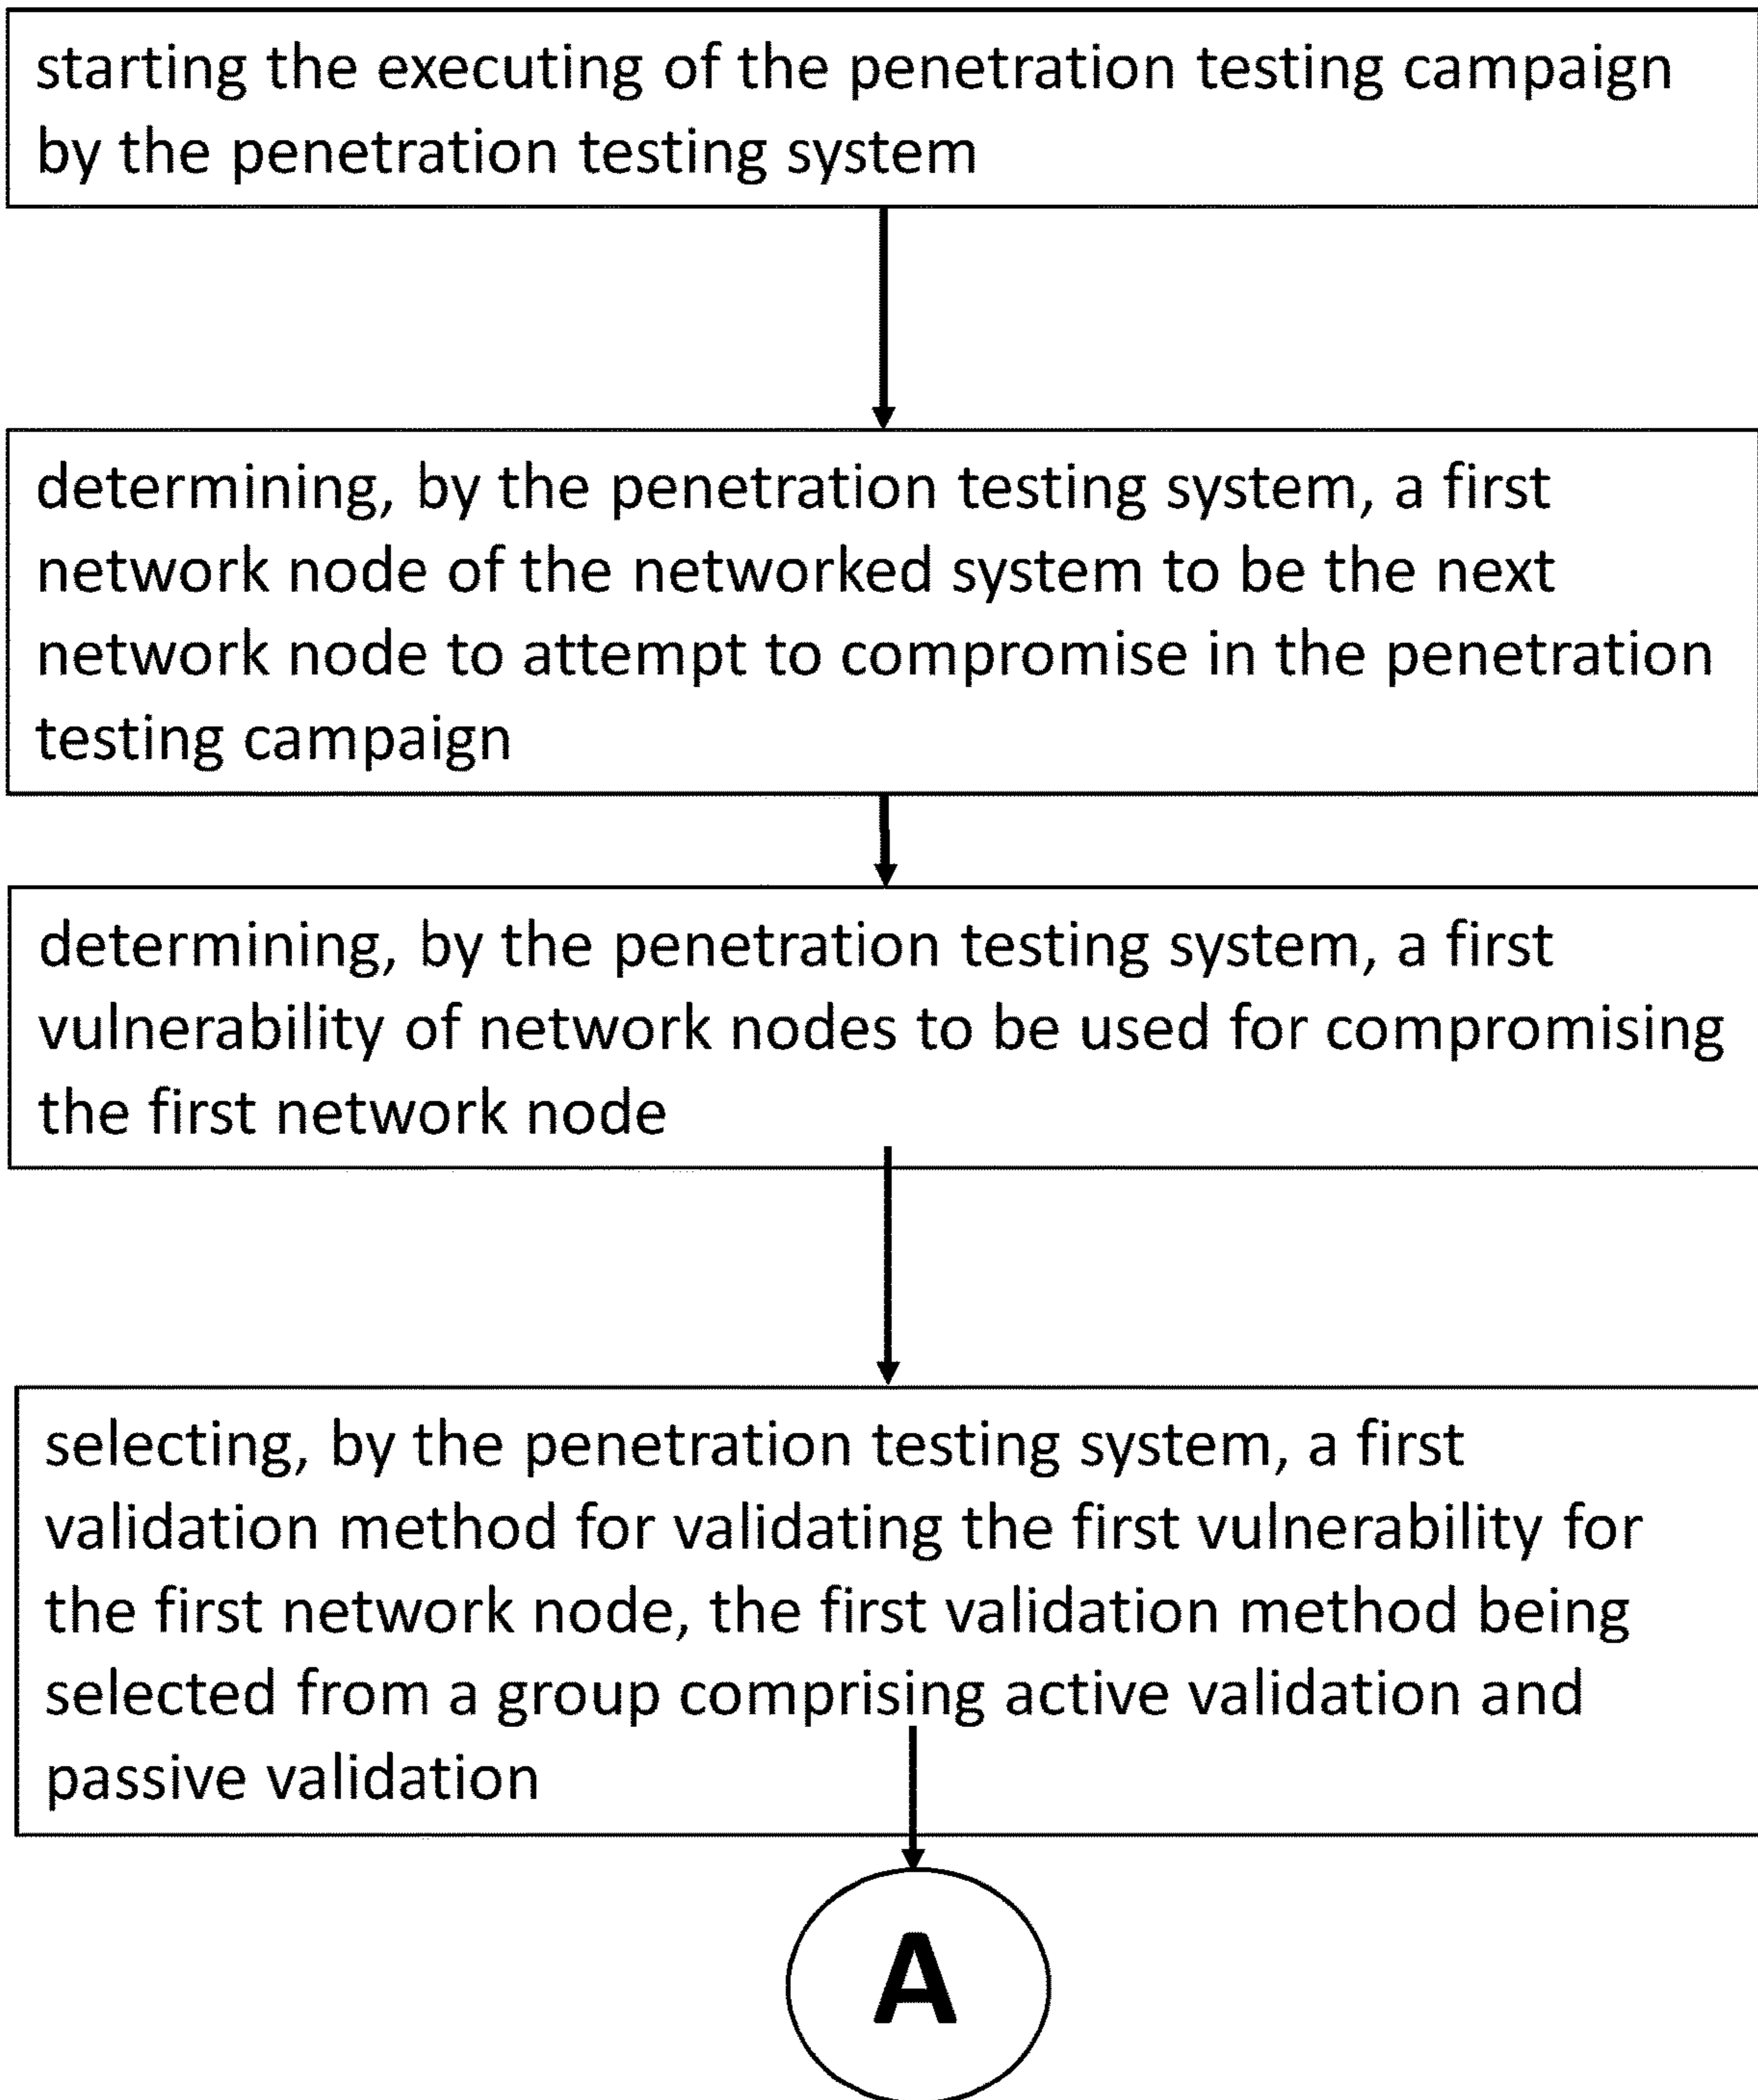 starting the executing of the penetration testing campaign
by the penetration testing system
determining, by the penetration testing system, a first
network node of the networked system to be the next
network node to attempt to compromise in the penetration
testing campaign
determining, by the penetration testing system, a first
vulnerability of network nodes to be used for compromising
the first network node
selecting, by the penetration testing system, a first
validation method for validating the first vulnerability for
the first network node, the first validation method being
selected from a group comprising active validation and
passive validation
A